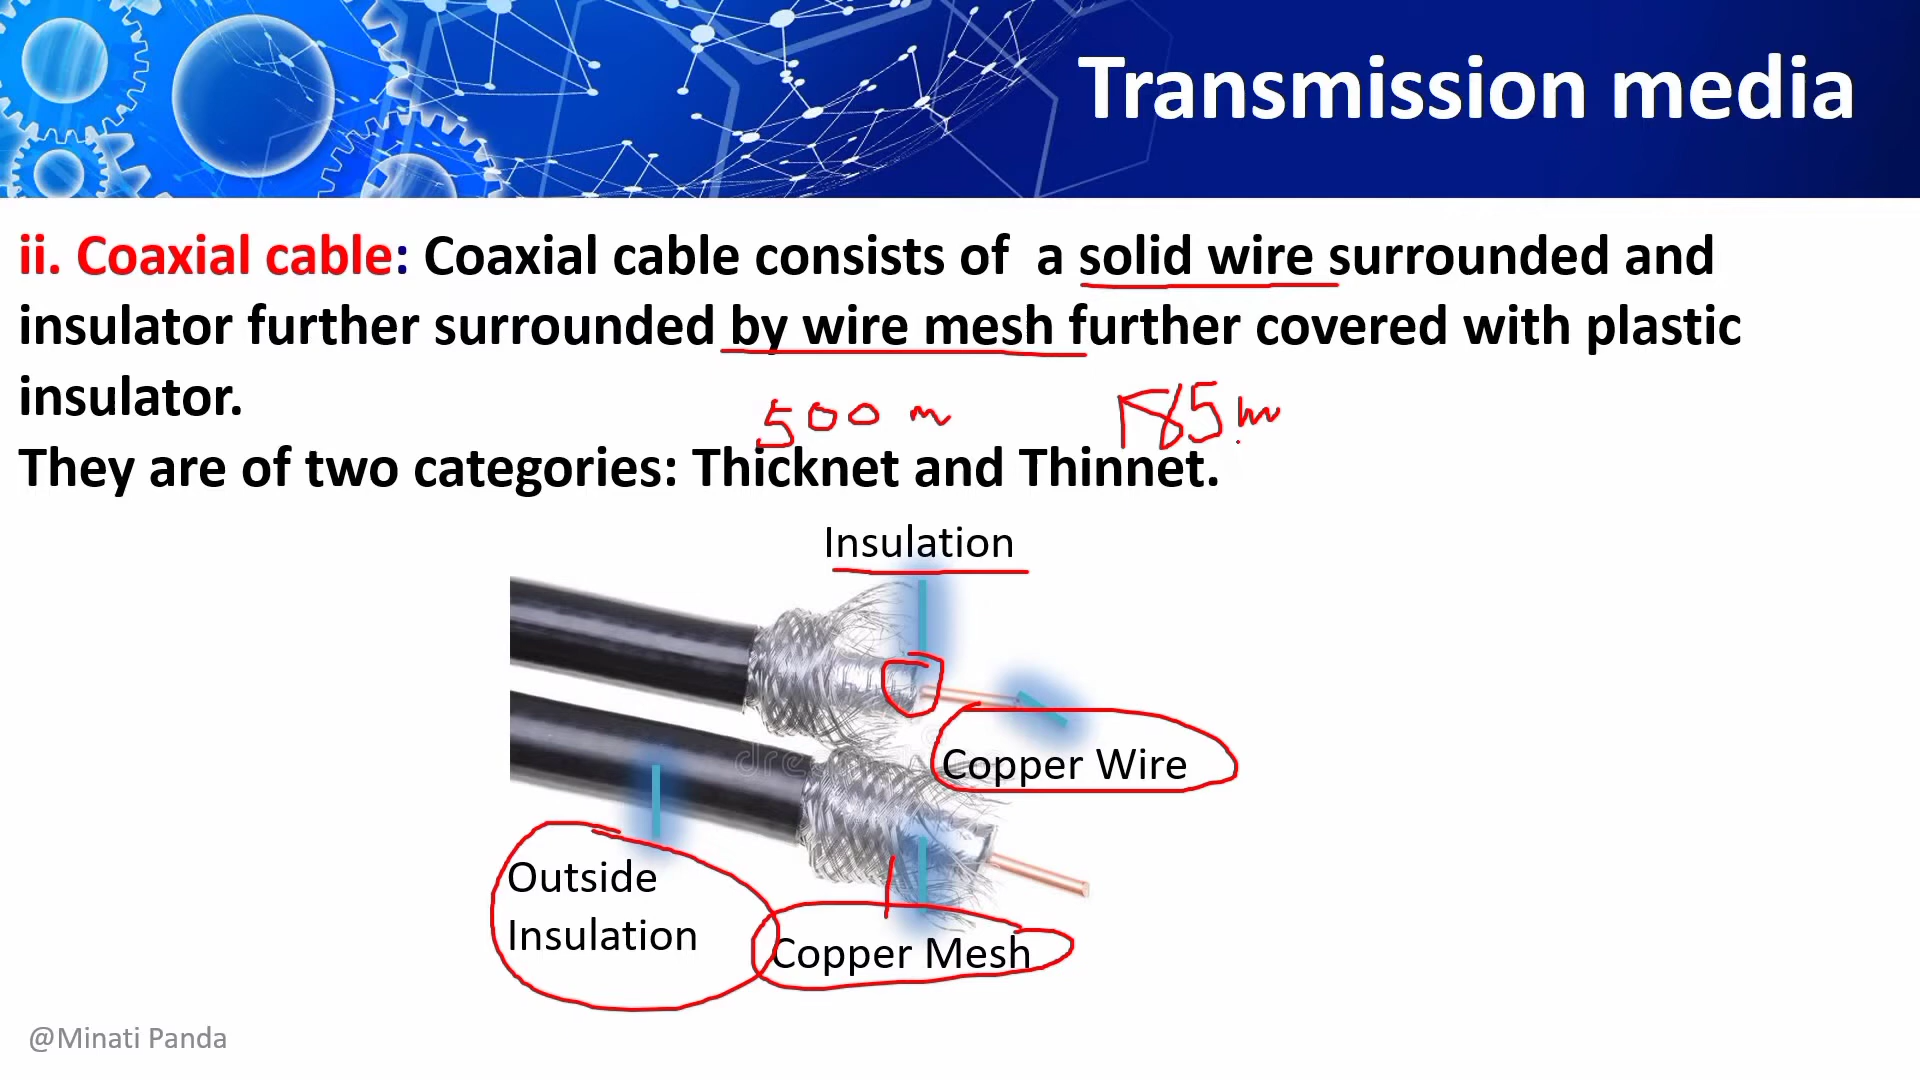 Transmission media
ii. Coaxial cable: Coaxial cable consists of a solid wire surrounded and
insulator further surrounded by wire mesh further covered with plastic
insulator.
500 m 185 m
They are of two categories: Thicknet and Thinnet.
Insulation
Copper Wire
Outside
Insulation
Copper Mesh
@Minati Panda